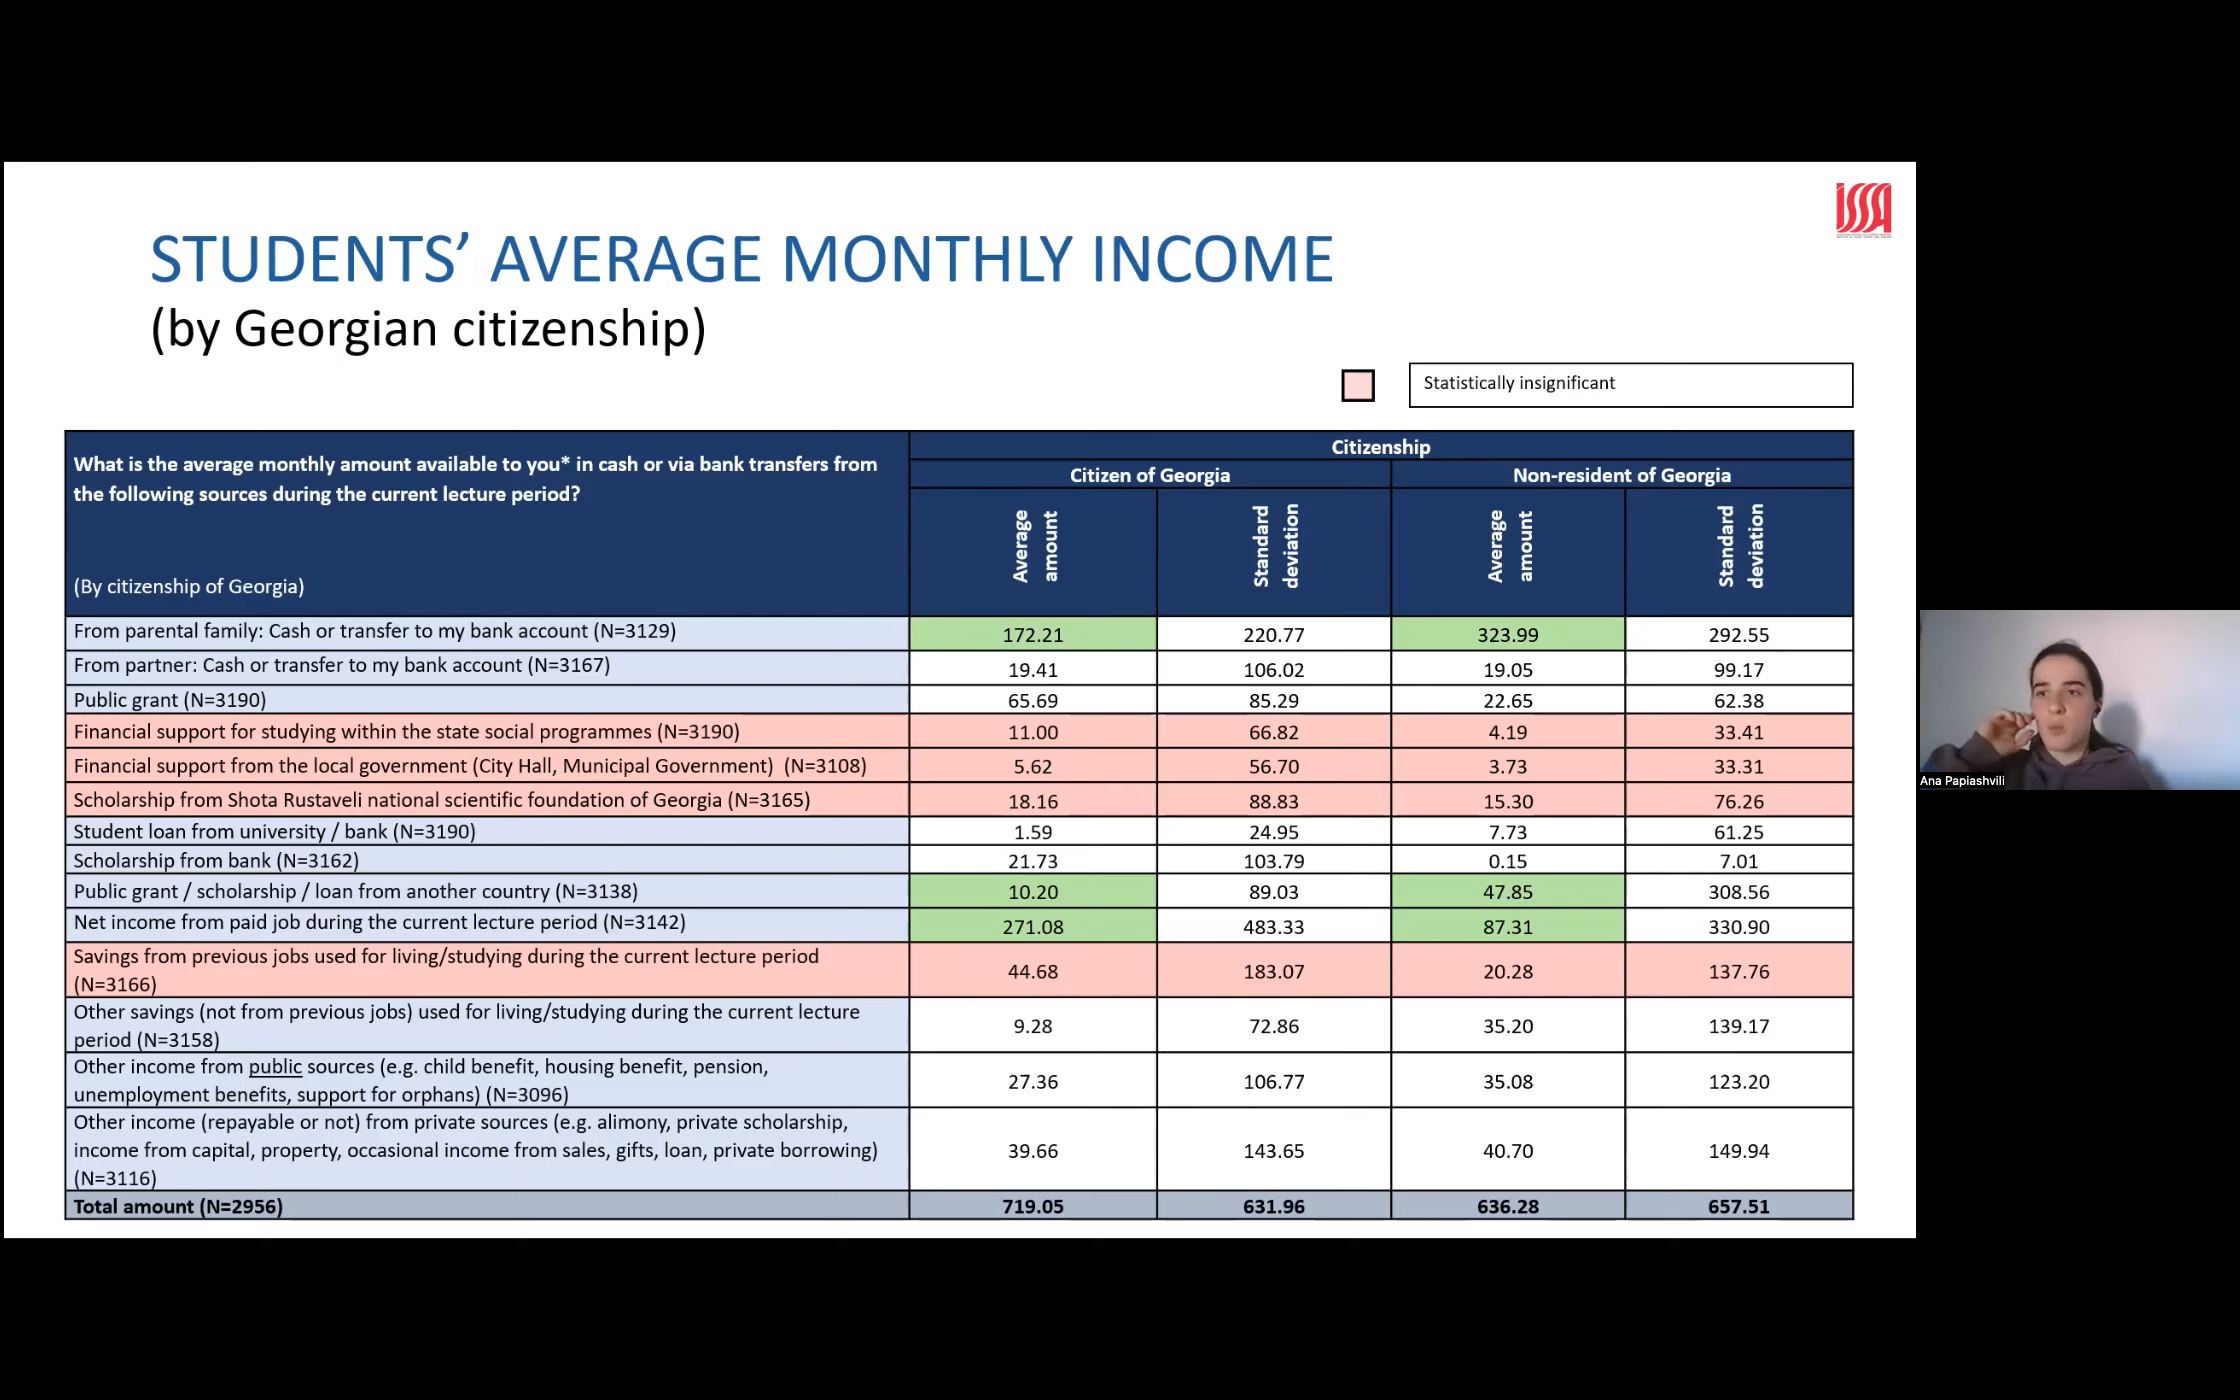 ISSA
STUDENTS’ AVERAGE MONTHLY INCOME
(by Georgian citizenship)
Statistically insignificant
What is the average monthly amount available to you* in cash or via bank transfers from
the following sources during the current lecture period?
(By citizenship of Georgia)
Citizenship
Citizen of Georgia
Non-resident of Georgia
Average
amount
Standard
deviation
Average
amount
Standard
deviation
From parental family: Cash or transfer to my bank account (N=3129)
172.21
220.77
323.99
292.55
From partner: Cash or transfer to my bank account (N=3167)
19.41
106.02
19.05
99.17
Public grant (N=3190)
65.69
85.29
22.65
62.38
Financial support for studying within the state social programmes (N=3190)
11.00
66.82
4.19
33.41
Financial support from the local government (City Hall, Municipal Government) (N=3108)
5.62
56.70
3.73
33.31
Scholarship from Shota Rustaveli national scientific foundation of Georgia (N=3165)
18.16
88.83
15.30
76.26
Student loan from university / bank (N=3190)
1.59
24.95
7.73
61.25
Scholarship from bank (N=3162)
21.73
103.79
0.15
7.01
Public grant / scholarship / loan from another country (N=3138)
10.20
89.03
47.85
308.56
Net income from paid job during the current lecture period (N=3142)
271.08
483.33
87.31
330.90
Savings from previous jobs used for living/studying during the current lecture period
(N=3166)
44.68
183.07
20.28
137.76
Other savings (not from previous jobs) used for living/studying during the current lecture
period (N=3158)
9.28
72.86
35.20
139.17
Other income from public sources (e.g. child benefit, housing benefit, pension,
unemployment benefits, support for orphans) (N=3096)
27.36
106.77
35.08
123.20
Other income (repayable or not) from private sources (e.g. alimony, private scholarship,
income from capital, property, occasional income from sales, gifts, loan, private borrowing)
(N=3116)
39.66
143.65
40.70
149.94
Total amount (N=2956)
719.05
631.96
636.28
657.51
Ana Papiashvili